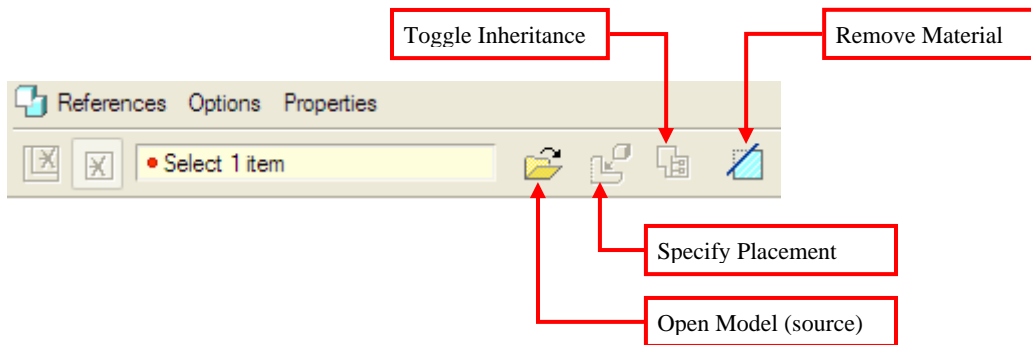 Toggle Inheritance
Remove Material
References Options Properties
Select 1 item
Specify Placement
Open Model (source)